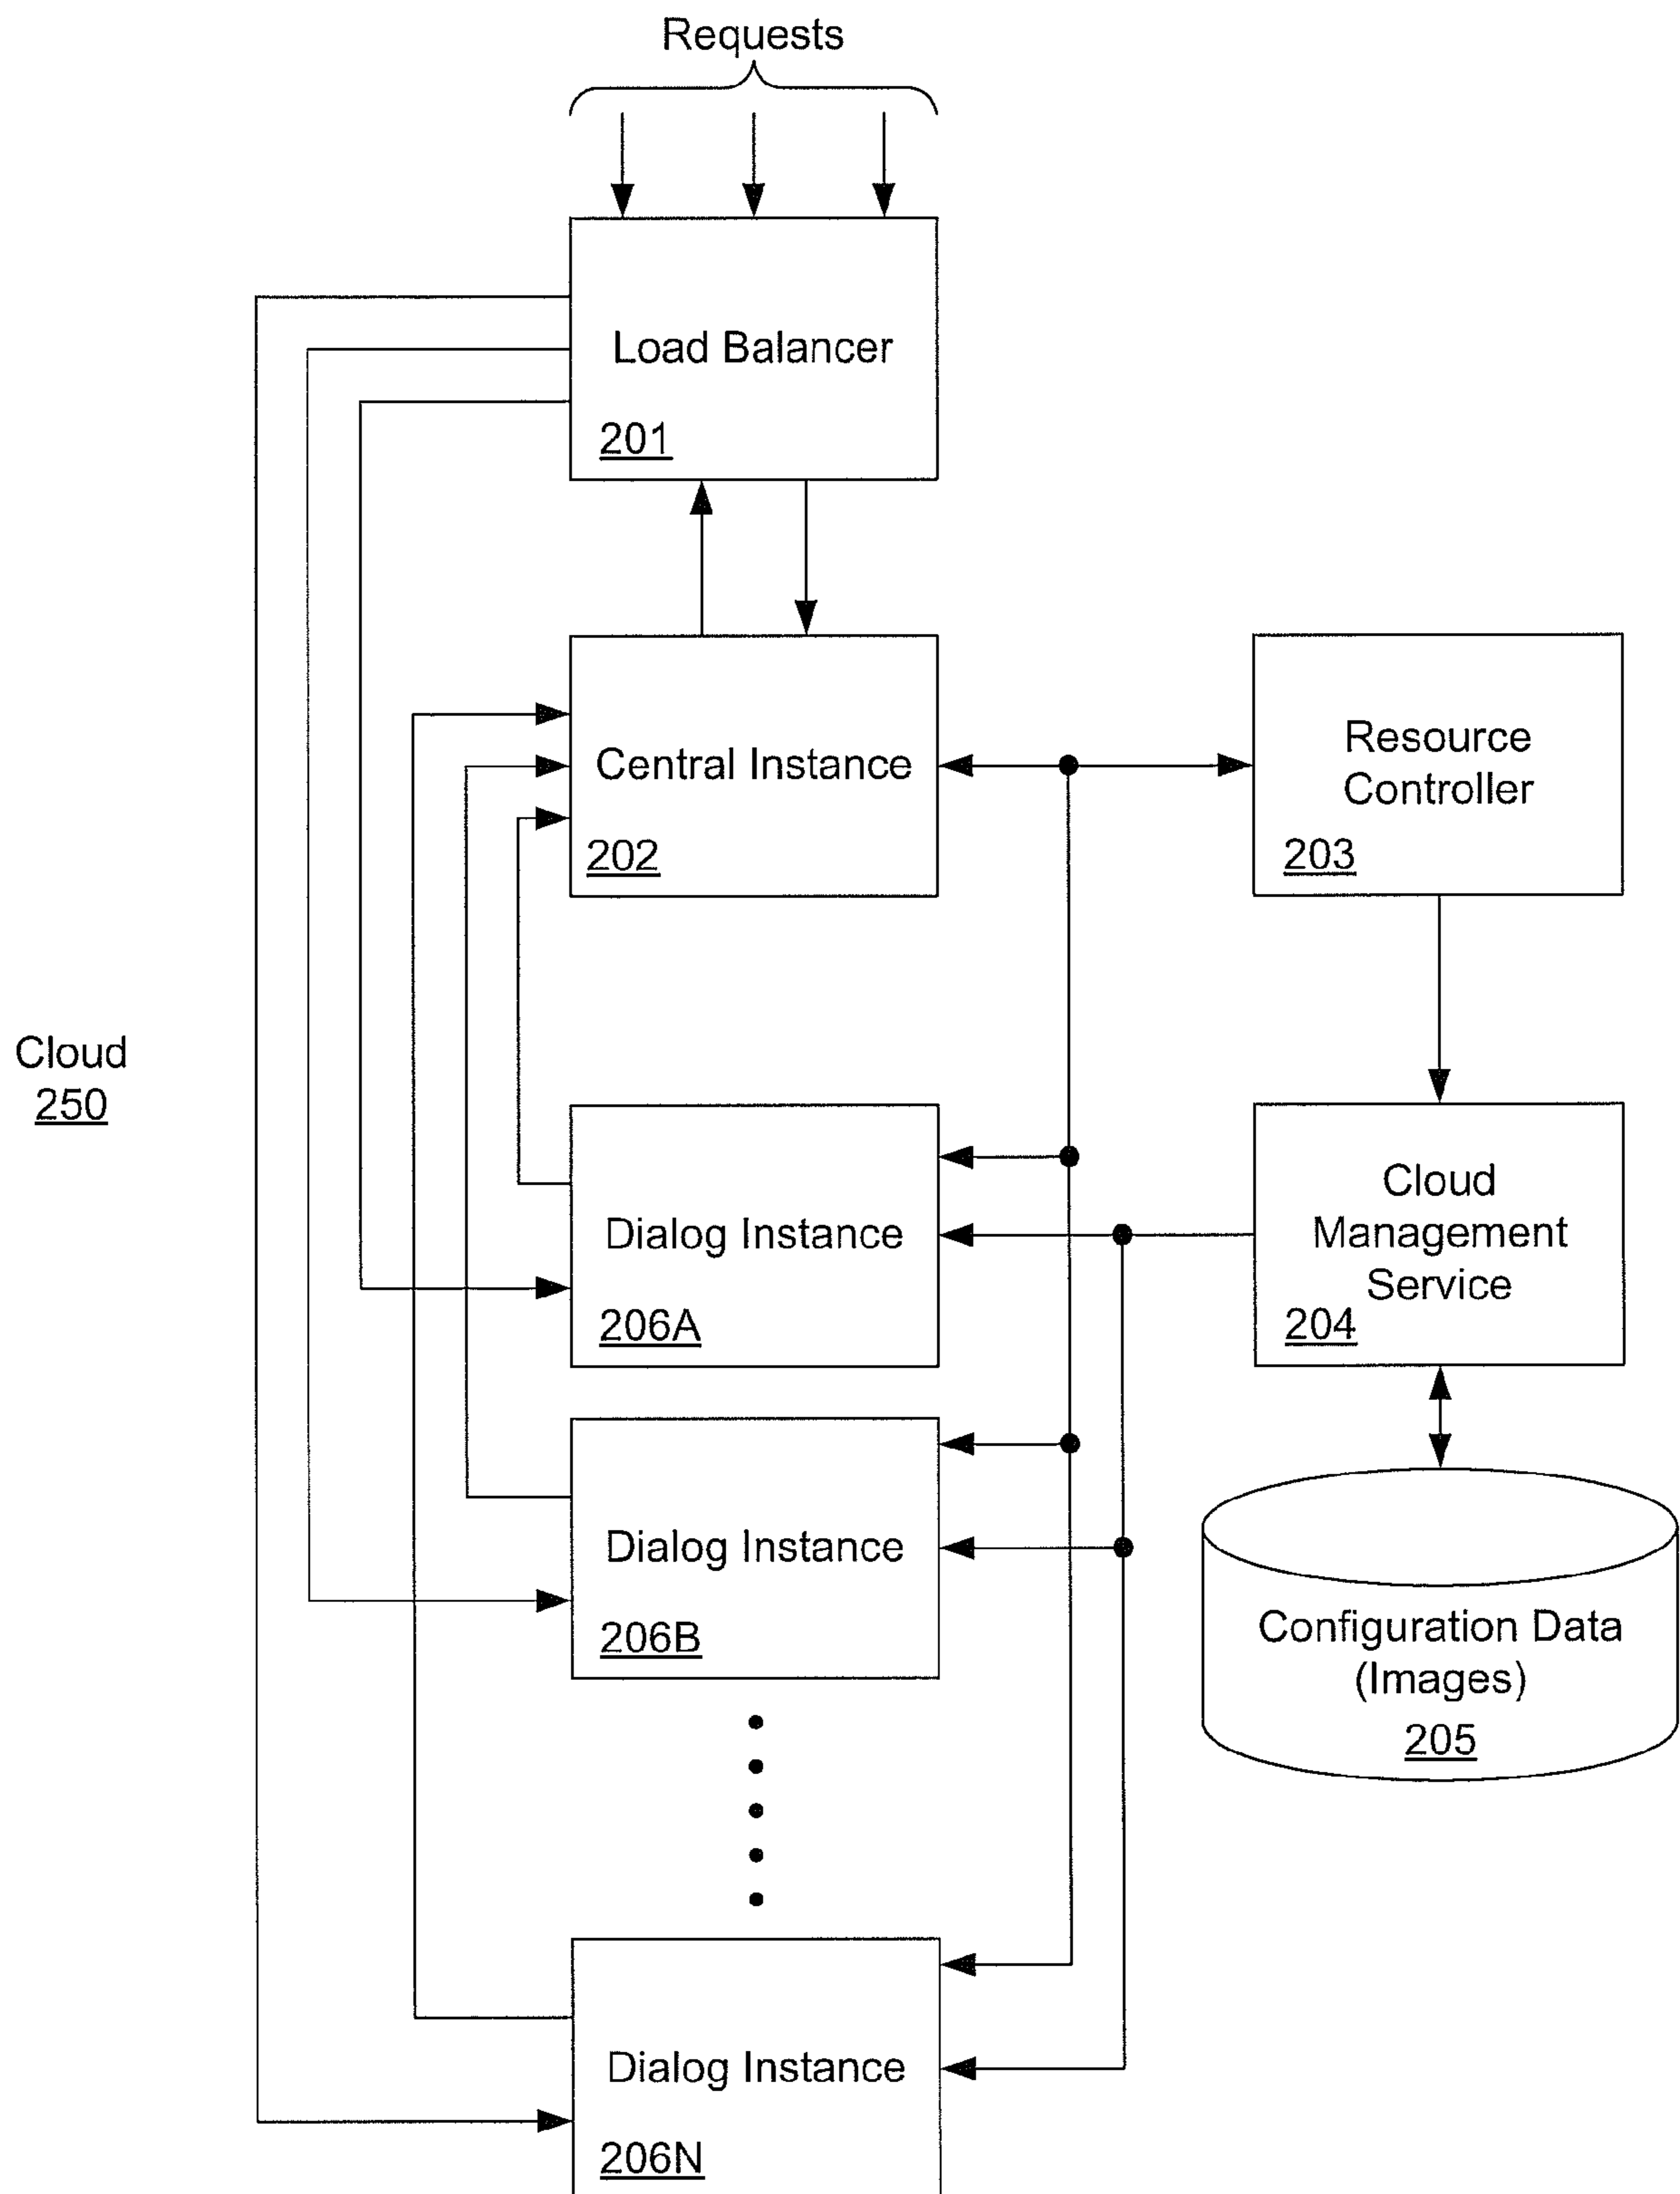 Requests
Load Balancer
201
Central Instance
202
Resource
Controller
203
Cloud
250
Dialog Instance
206A
Cloud
Management
Service
204
Dialog Instance
206B
Configuration Data
(Images)
205
Dialog Instance
206N